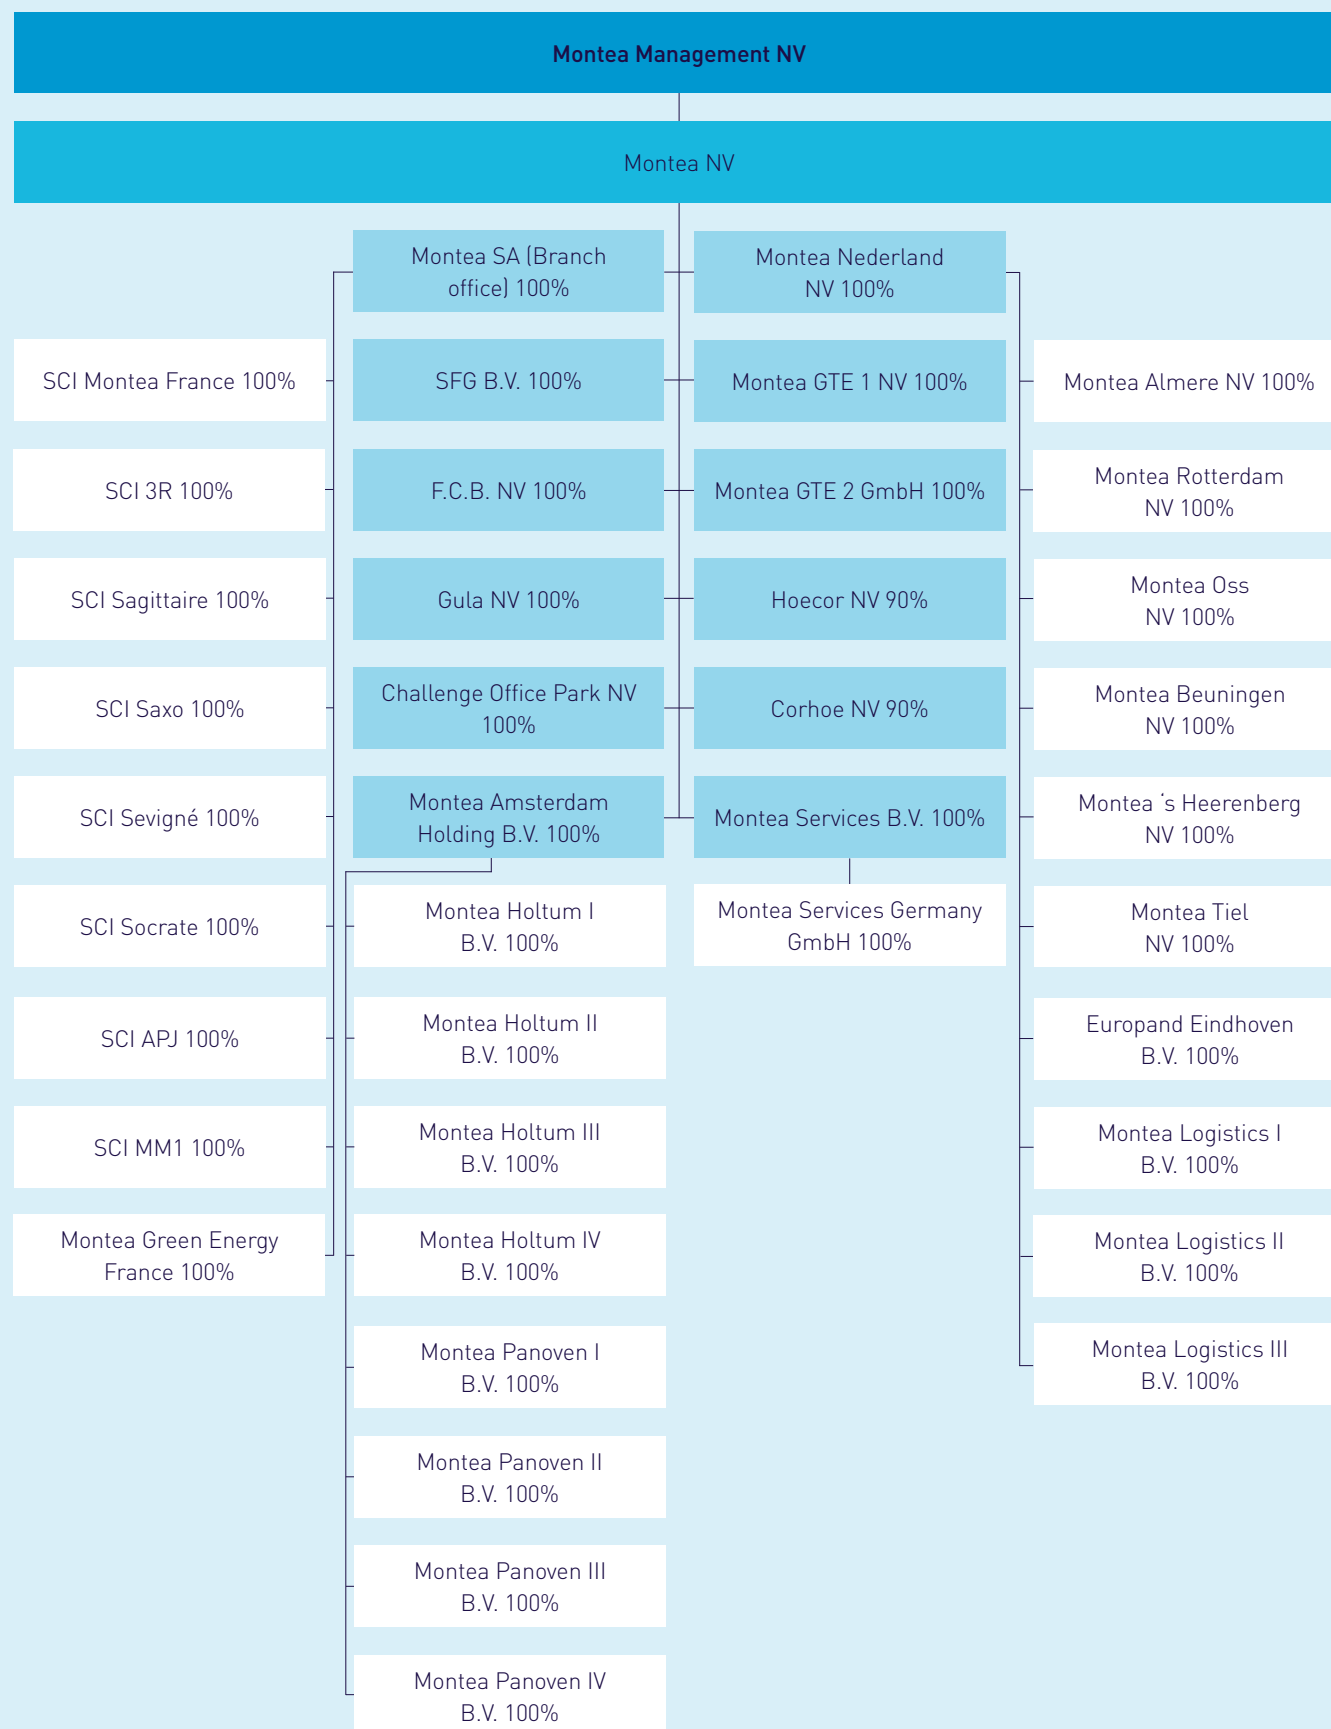 Montea Management NV
Montea NV
Montea SA (Branch
office) 100%
Montea Nederland
NV 100%
SCI Montea France 100%
SFG B.V. 100%
Montea GTE 1 NV 100%
Montea Almere NV 100%
SCI 3R 100%
F.C.B. NV 100%
Montea GTE 2 GmbH 100%
Montea Rotterdam
NV 100%
SCI Sagittaire 100%
Gula NV 100%
Hoecor NV 90%
Montea Oss
NV 100%
SCI Saxo 100%
Challenge Office Park NV
100%
Corhoe NV 90%
Montea Beuningen
NV 100%
SCI Sevigné 100%
Montea Amsterdam
Holding B.V. 100%
Montea Services B.V. 100%
Montea ‘s Heerenberg
NV 100%
SCI Socrate 100%
Montea Holtum I
B.V. 100%
Montea Services Germany
GmbH 100%
Montea Tiel
NV 100%
SCI APJ 100%
Montea Holtum II
B.V. 100%
Europand Eindhoven
B.V. 100%
SCI MM1 100%
Montea Holtum III
B.V. 100%
Montea Logistics I
B.V. 100%
Montea Green Energy
France 100%
Montea Holtum IV
B.V. 100%
Montea Logistics II
B.V. 100%
Montea Panoven I
B.V. 100%
Montea Logistics III
B.V. 100%
Montea Panoven II
B.V. 100%
Montea Panoven III
B.V. 100%
Montea Panoven IV
B.V. 100%